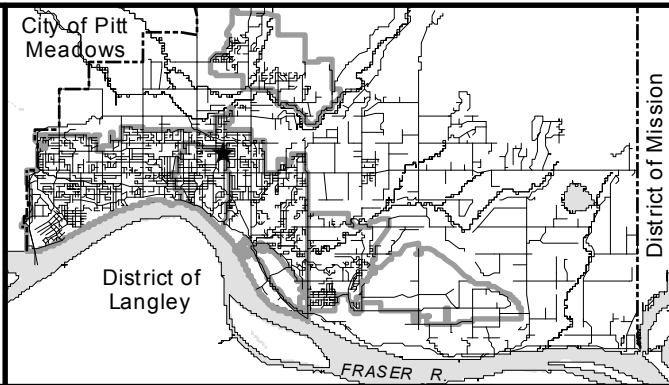 City of Pitt
Meadows
District of Mission
District of
Langley
FRASER R.